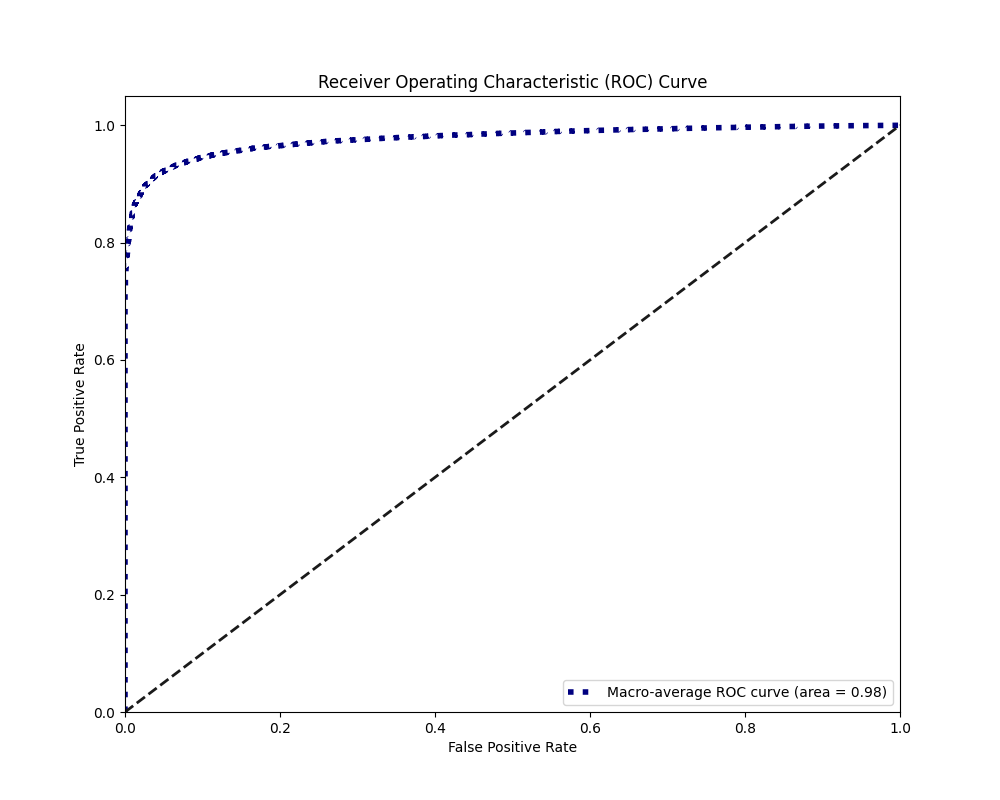 Receiver Operating Characteristic (ROC) Curve
1.0
0.8
0.6
0.4
0.2
0.0
True Positive Rate
Macro-average ROC curve (area = 0.98)
0.0 0.2 0.4 0.6 0.8 1.0
False Positive Rate